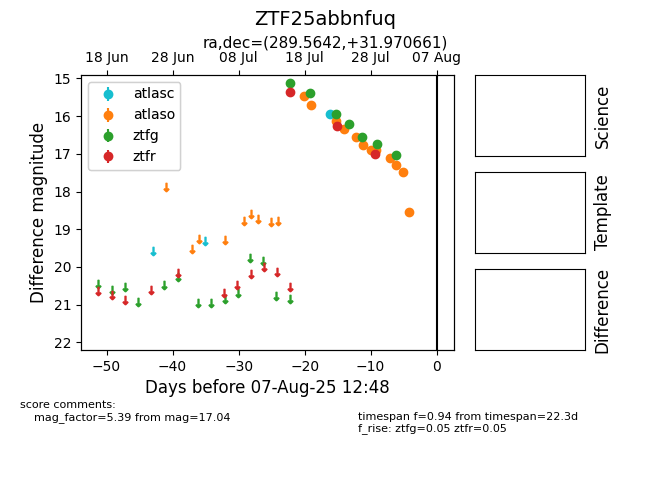 ZTF25abbnfuq
ra,dec=(289.5642,+31.970661)
18 Jun 28 Jun 08 Jul 18 Jul 28 Jul 07 Aug
atlasc
atlaso
ztfg
ztfr
15
16
17
18
19
20
21
22
Difference magnitude
−50 −40 −30 −20 −10 0
Days before 07-Aug-25 12:48
Science
Template
Difference
score comments:
mag_factor=5.39 from mag=17.04
timespan f=0.94 from timespan=22.3d
f_rise: ztfg=0.05 ztfr=0.05